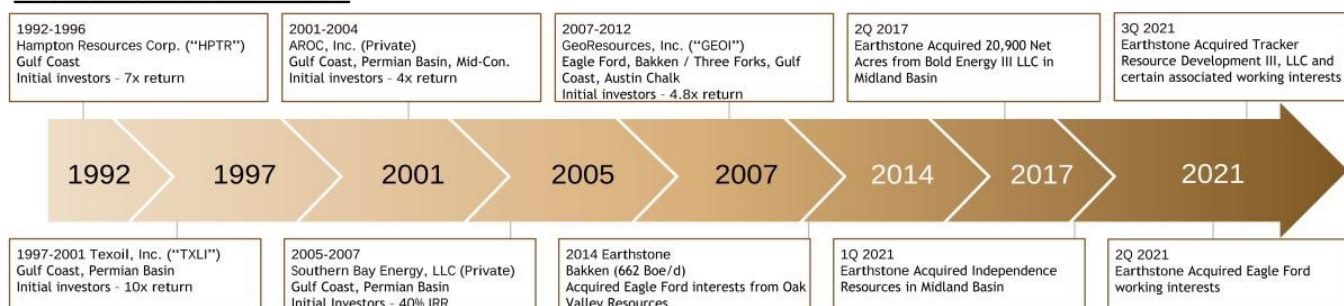 1992-1996
Hampton Resources Corp. (“HPTR”)
Gulf Coast
Initial investors - 7x return
2001-2004
AROC, Inc. (Private)
Gulf Coast, Permian Basin, Mid-Con.
Initial investors - 4x return
2007-2012
GeoResources, Inc. (“GEOI”)
Eagle Ford, Bakken / Three Forks, Gulf
Coast, Austin Chalk
Initial investors - 4.8x return
2Q 2017
Earthstone Acquired 20,900 Net
Acres from Bold Energy III LLC in
Midland Basin
3Q 2021
Earthstone Acquired Tracker
Resource Development III, LLC and
certain associated working interests
1992
1997
2001
2005
2007
2014
2017
2021
1997-2001 Texoil, Inc. (“TXLI”)
Gulf Coast, Permian Basin
Initial investors - 10x return
2005-2007
Southern Bay Energy, LLC (Private)
Gulf Coast, Permian Basin
Initial Investors - 40% IRR
2014 Earthstone
Bakken (662 Boe/d)
Acquired Eagle Ford interests from Oak
Valley Resources
1Q 2021
Earthstone Acquired Independence
Resources in Midland Basin
2Q 2021
Earthstone Acquired Eagle Ford
working interests